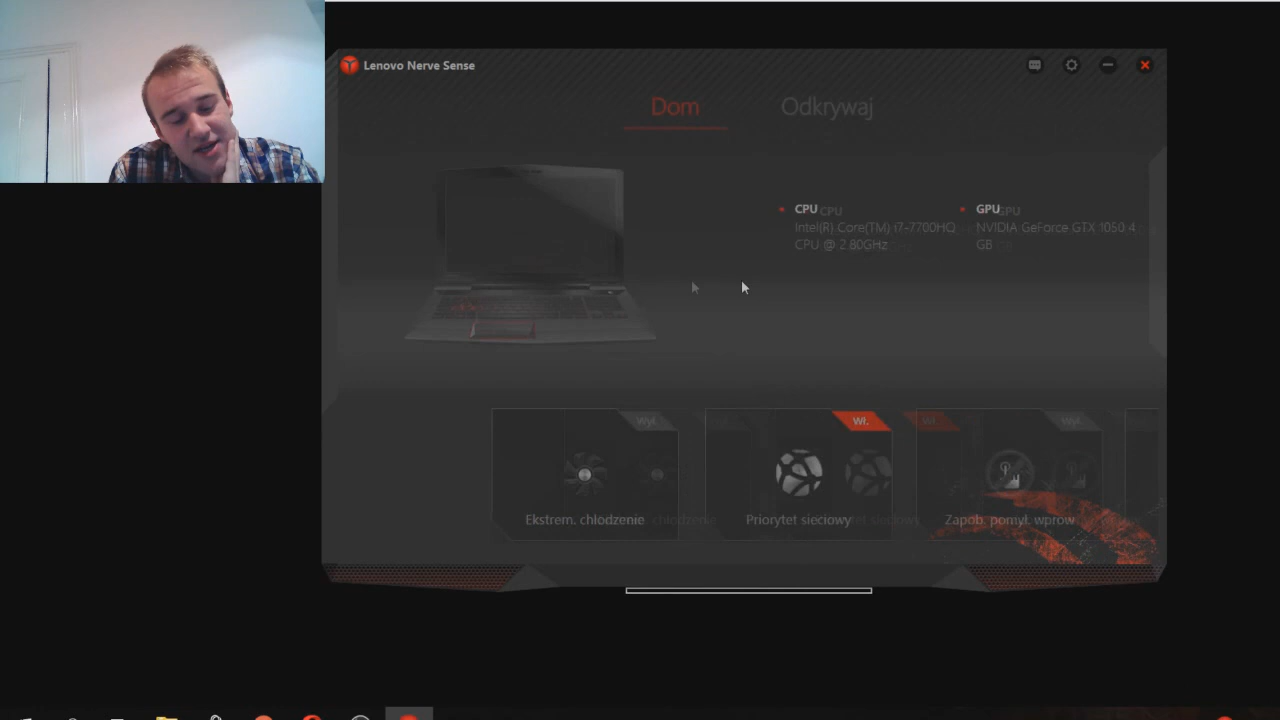 Lenovo Nerve Sense
Dom
Odkrywaj
CPU
Intel(R) Core(TM) i7-7700HQ
CPU @ 2.80GHz
GPU
NVIDIA GeForce GTX 1050 4
GB
Wył.
Wł.
Wył.
Ekstrem. chłodzenie
Priorytet sieciowy
Zapob. pomył. wprow